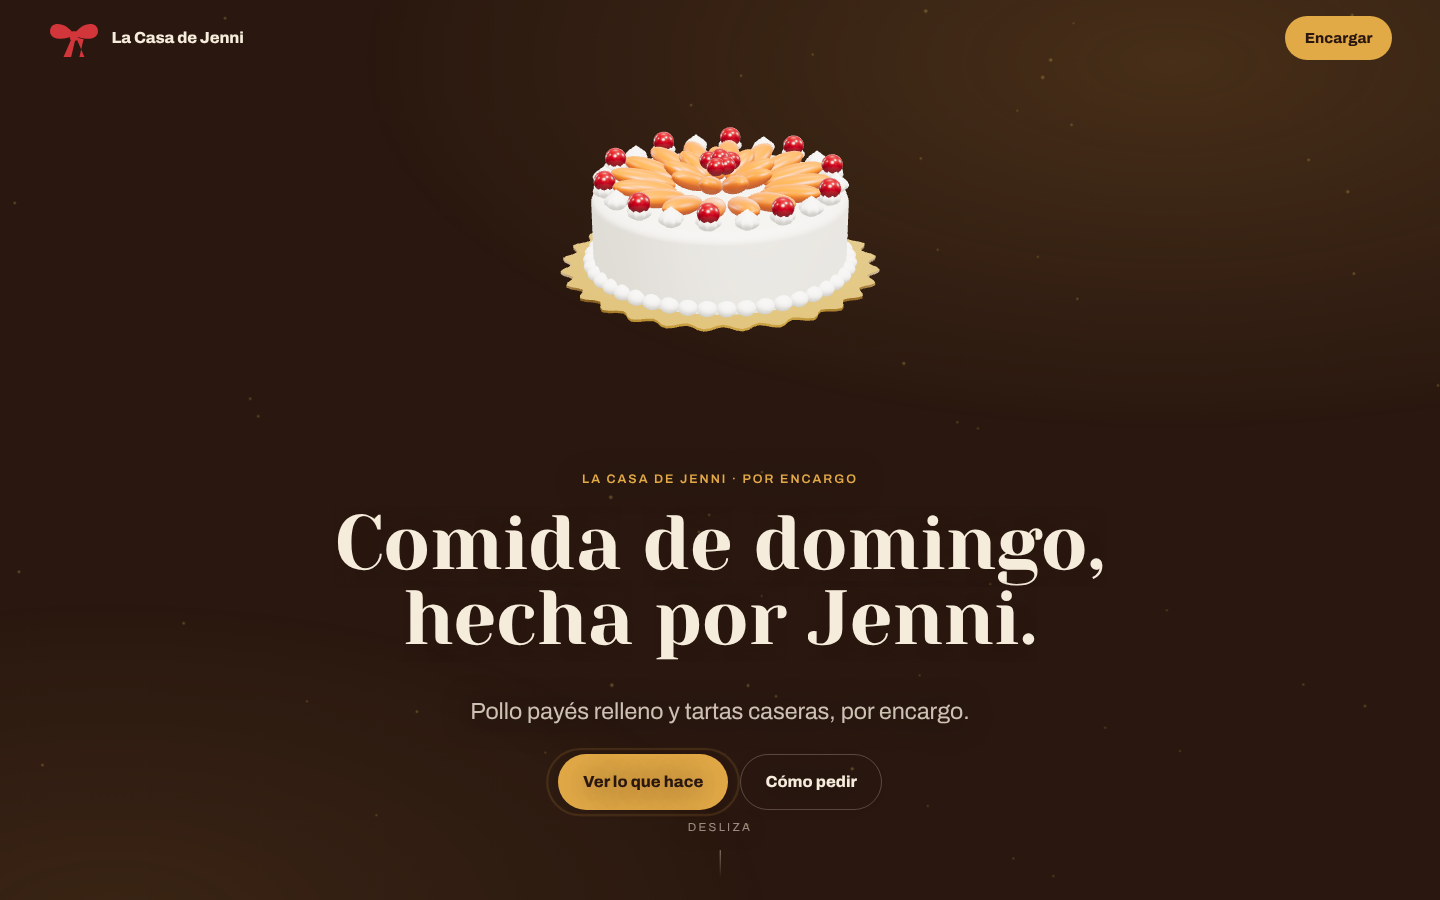 La Casa de Jenni
Encargar
LA CASA DE JENNI · POR ENCARGO
Comida de domingo,
hecha por Jenni.
Pollo payés relleno y tartas caseras, por encargo.
Ver lo que hace
Cómo pedir
DESLIZA